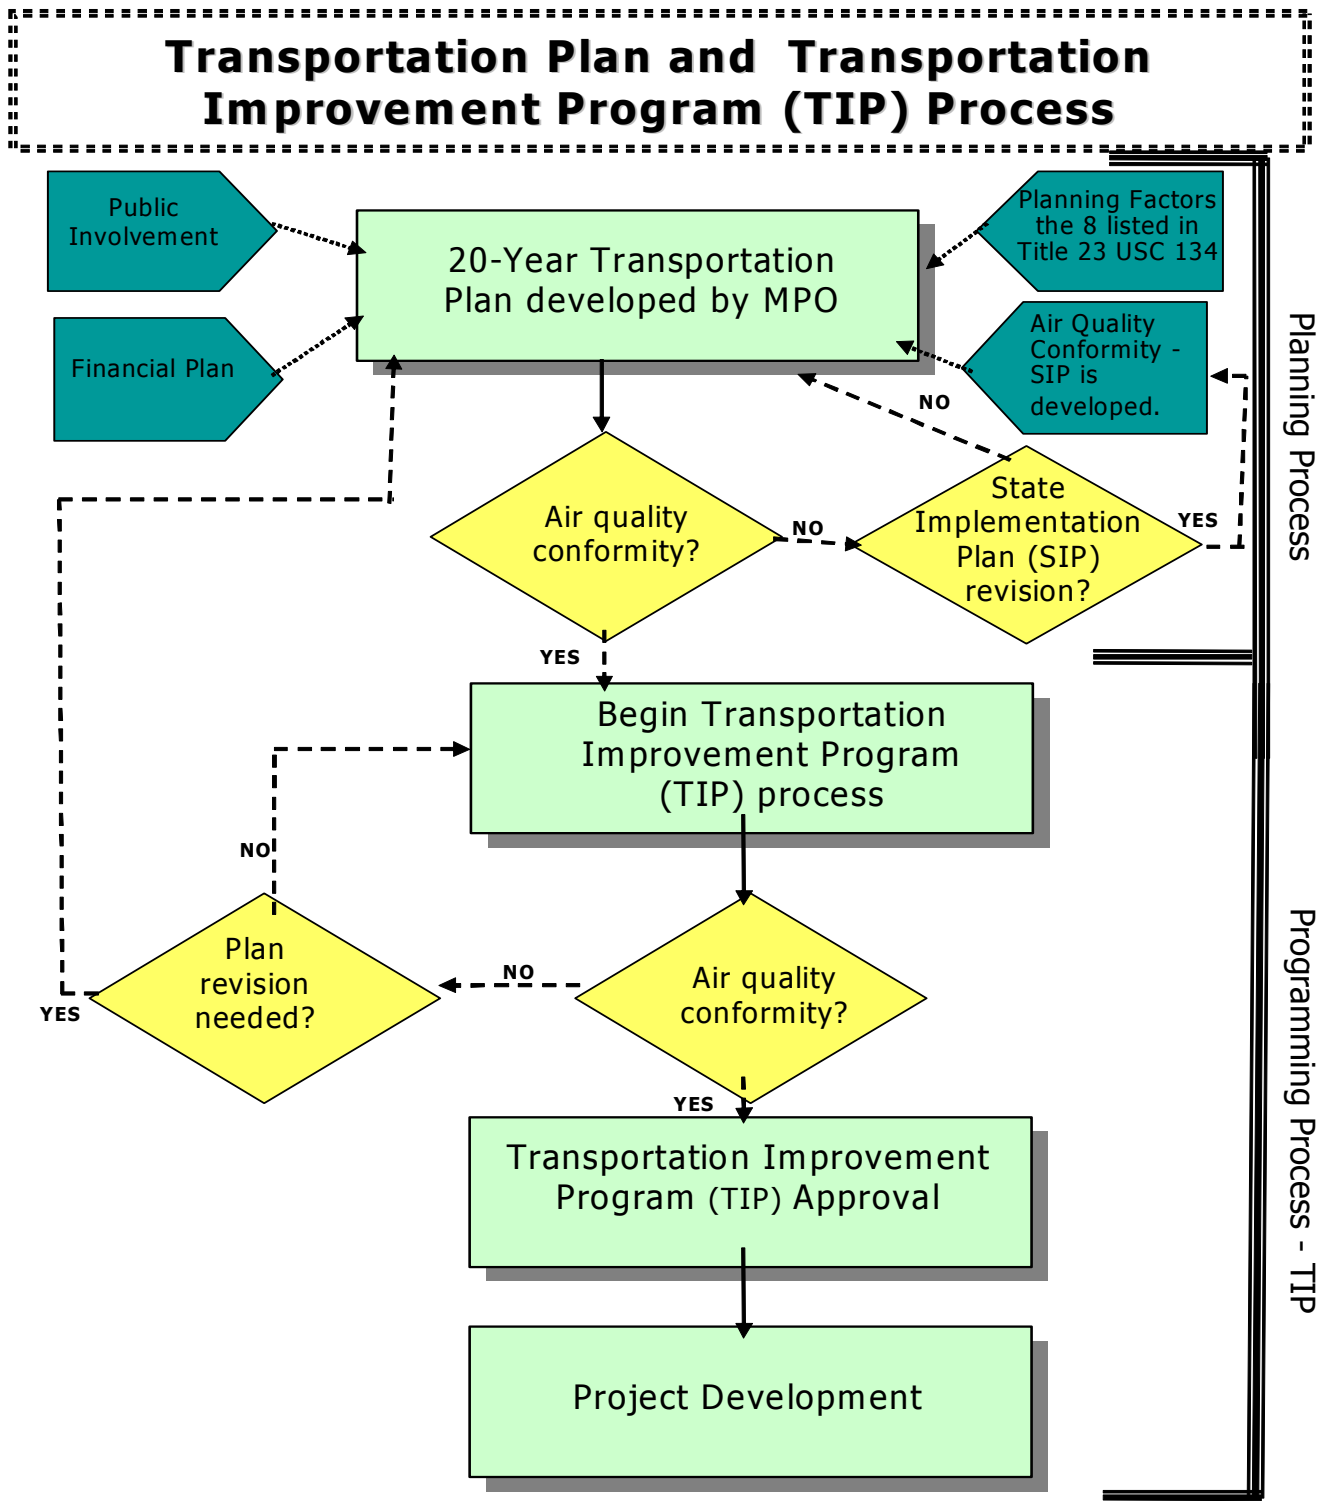 Transportation Plan and Transportation
Improvement Program (TIP) Process
Public
Involvement
20-Year Transportation
Plan developed by MPO
Planning Factors
the 8 listed in
Title 23 USC 134
Financial Plan
Air Quality
Conformity -
SIP is
developed.
NO
Air quality
conformity?
NO
State
Implementation
Plan (SIP)
revision?
YES
Planning Process
YES
Begin Transportation
Improvement Program
(TIP) process
NO
Plan
revision
needed?
YES
NO
Air quality
conformity?
YES
Transportation Improvement
Program (TIP) Approval
Project Development
Programming Process - TIP